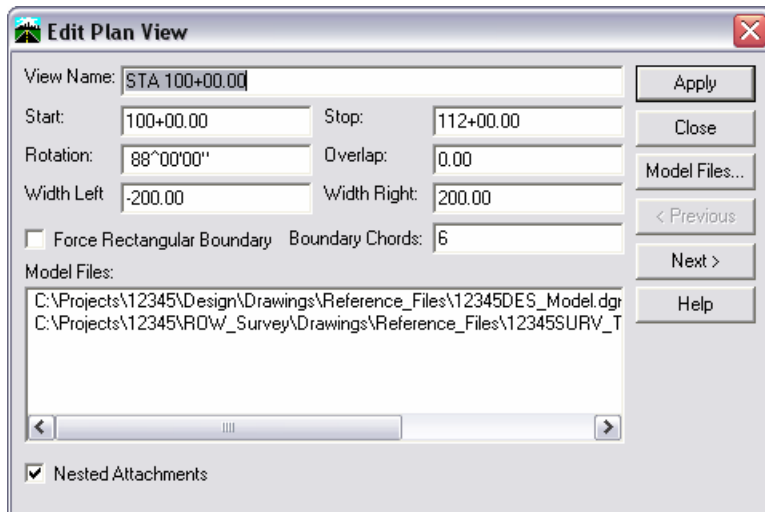 Edit Plan View
View Name: STA 100+00.00
Apply
Start: 100+00.00 Stop: 112+00.00
Close
Rotation: 88^00'00" Overlap: 0.00
Model Files...
Width Left -200.00 Width Right: 200.00
< Previous
Force Rectangular Boundary Boundary Chords: 6
Next >
Model Files:
C:\Projects\12345\Design\Drawings\Reference_Files\12345DES_Model.dgr
Help
C:\Projects\12345\ROW_Survey\Drawings\Reference_Files\12345SURV_T
Nested Attachments